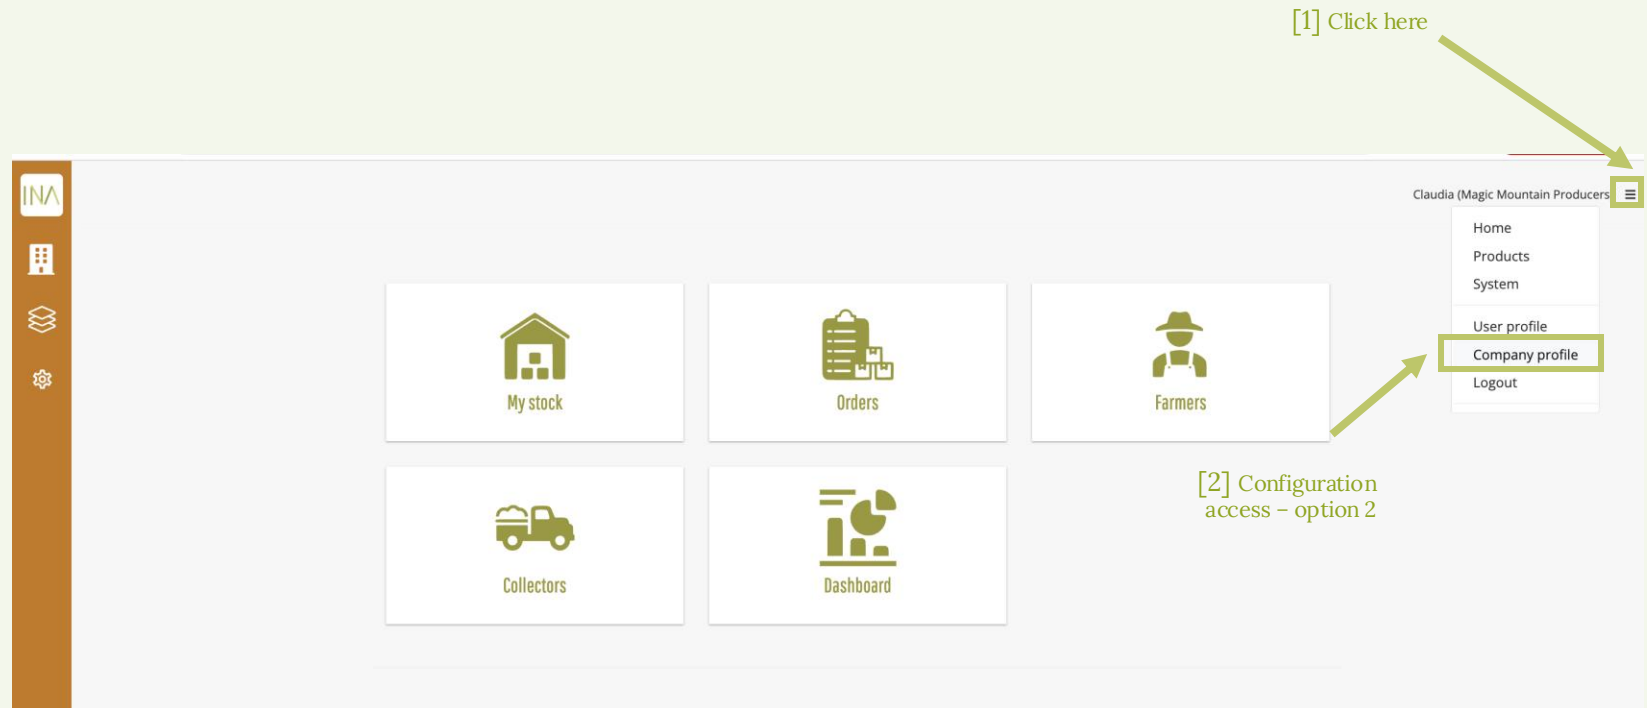 [1] Click here
INA
Claudia (Magic Mountain Producers
Home
Products
System
User profile
Company profile
Logout
My stock
Orders
Farmers
[2] Configuration
access – option 2
Collectors
Dashboard